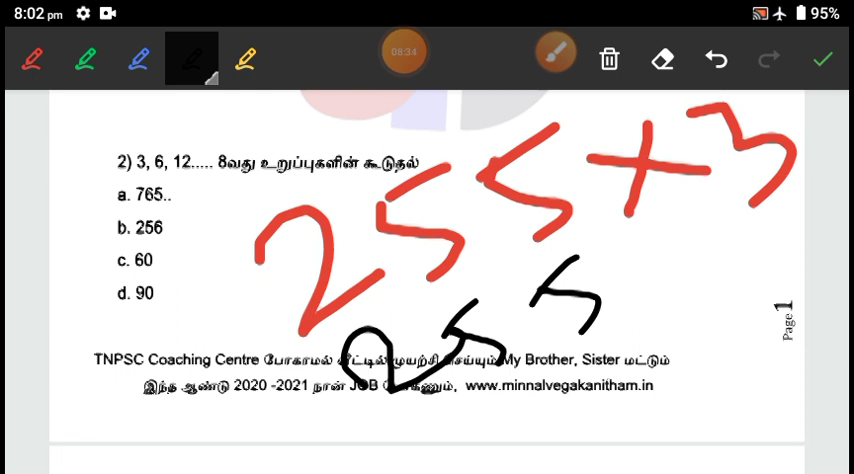 8:02 pm 95%
08:34
2) 3, 6, 12..... 8வது உறுப்புகளின் கூடுதல்
a. 765..
b. 256
c. 60
d. 90
255+3
255
Page 1
TNPSC Coaching Centre போகாமல் வீட்டில் முயற்சி செய்யும் My Brother, Sister மட்டும்
இந்த ஆண்டு 2020 -2021 நான் JOB www.minnalvegakanitham.in